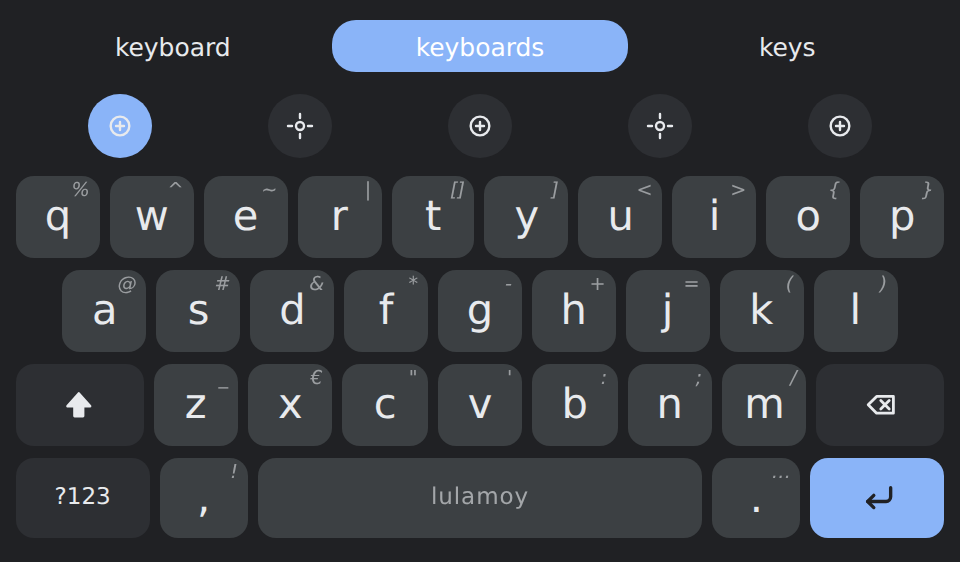 keyboard keyboards keys
q % w ^ e ~ r | t [] y ] u < i > o { p }
a @ s # d & f * g - h + j = k ( l )
z _ x € c " v ' b : n ; m /
?123 , ! lulamoy . ...